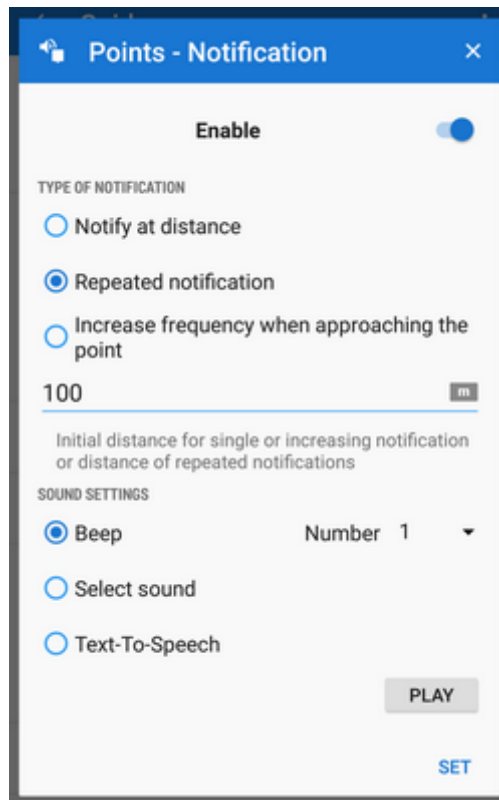 Points - Notification
Enable
TYPE OF NOTIFICATION
Notify at distance
Repeated notification
Increase frequency when approaching the
point
100 m
Initial distance for single or increasing notification
or distance of repeated notifications
SOUND SETTINGS
Beep Number 1
Select sound
Text-To-Speech
PLAY
SET